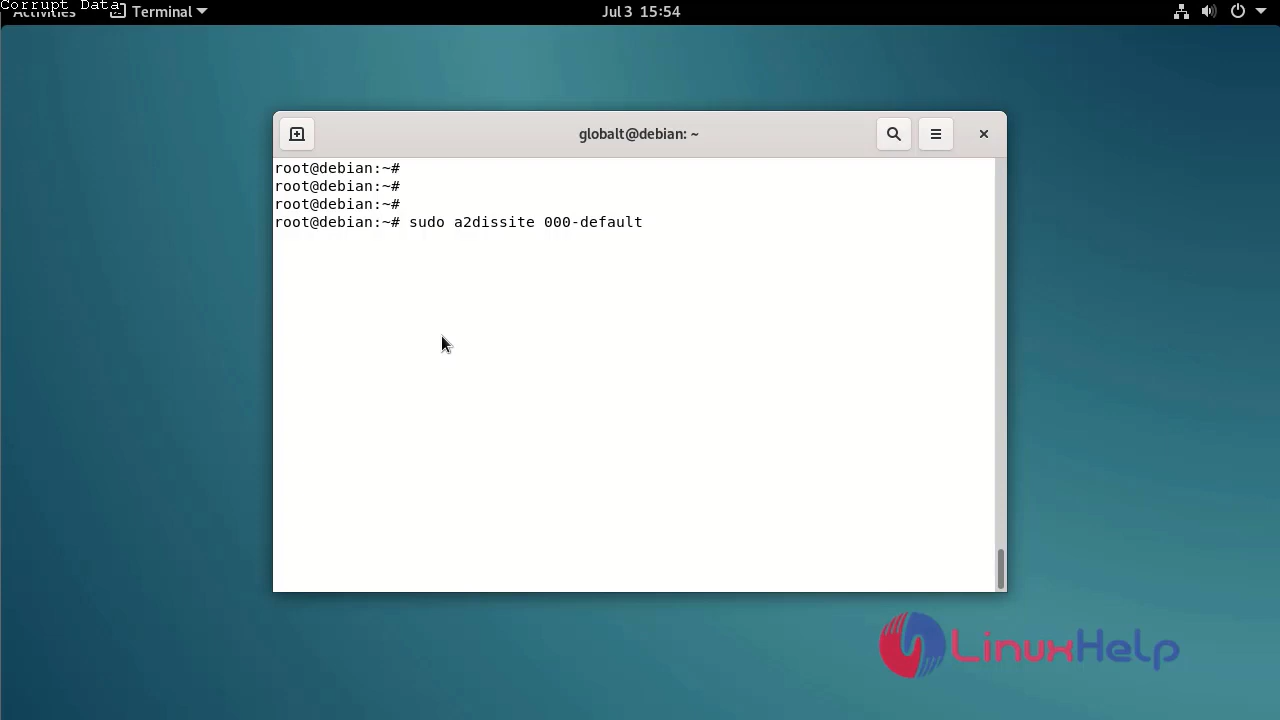 Corrupt Data
Activities
Terminal
Jul 3 15:54
globalt@debian: ~
root@debian:~#
root@debian:~#
root@debian:~#
root@debian:~# sudo a2dissite 000-default
LinuxHelp